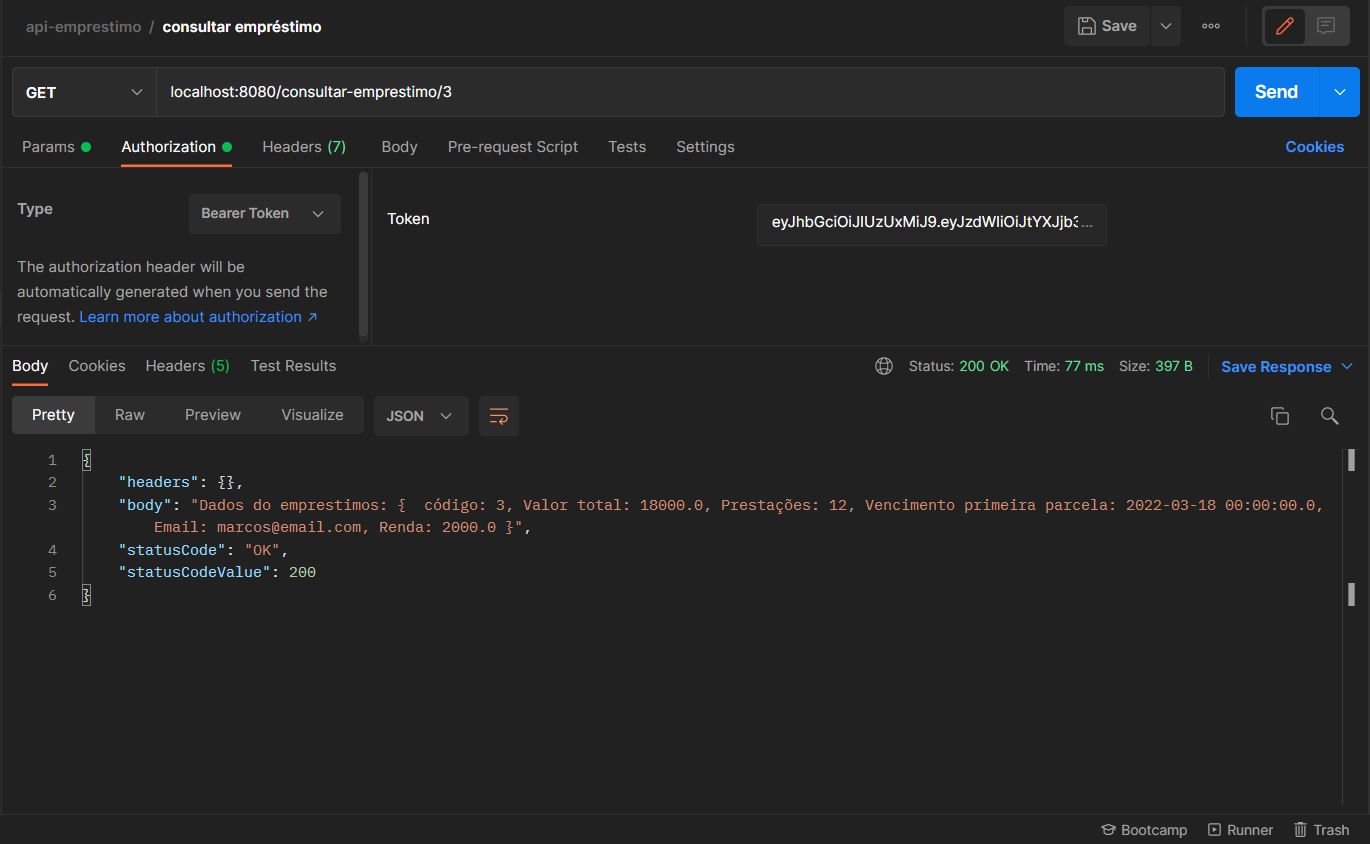 api-emprestimo / consultar empréstimo
Save
GET
localhost:8080/consultar-emprestimo/3
Send
Params
Authorization
Headers (7)
Body
Pre-request Script
Tests
Settings
Cookies
Type
Bearer Token
The authorization header will be
automatically generated when you send the
request. Learn more about authorization ↗
Token
eyJhbGciOiJIUzUxMiJ9.eyJzdWIiOiJtYXJjb3...
Body
Cookies
Headers (5)
Test Results
Status: 200 OK
Time: 77 ms
Size: 397 B
Save Response
Pretty
Raw
Preview
Visualize
JSON
1 {
2 "headers": {},
3 "body": "Dados do emprestimos: {  código: 3, Valor total: 18000.0, Prestações: 12, Vencimento primeira parcela: 2022-03-18 00:00:00.0,
Email: marcos@email.com, Renda: 2000.0 }",
4 "statusCode": "OK",
5 "statusCodeValue": 200
6 }
Bootcamp
Runner
Trash